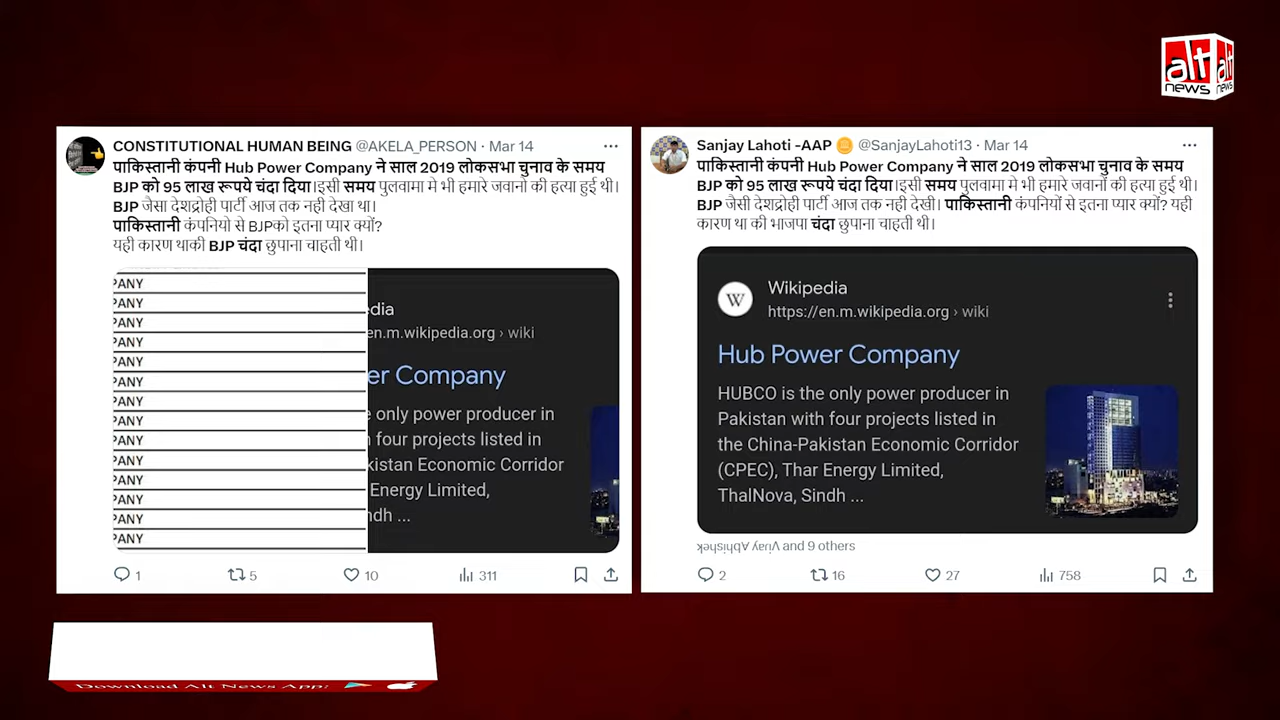 alt
news
alt
news
CONSTITUTIONAL HUMAN BEING @AKELA_PERSON · Mar 14
पाकिस्तानी कंपनी Hub Power Company ने साल 2019 लोकसभा चुनाव के समय
BJP को 95 लाख रूपये चंदा दिया।इसी समय पुलवामा मे भी हमारे जवानो की हत्या हुई थी।
BJP जैसा देशद्रोही पार्टी आज तक नही देखा था।
पाकिस्तानी कंपनियो से BJPको इतना प्यार क्यों?
यही कारण थाकी BJP चंदा छुपाना चाहती थी।
PANY
PANY
PANY
PANY
PANY
PANY
PANY
PANY
PANY
PANY
PANY
PANY
PANY
PANY
edia
en.m.wikipedia.org › wiki
er Company
e only power producer in
n four projects listed in
kistan Economic Corridor
Energy Limited,
ndh ...
1 5 10 311
Sanjay Lahoti -AAP @SanjayLahoti13 · Mar 14
पाकिस्तानी कंपनी Hub Power Company ने साल 2019 लोकसभा चुनाव के समय
BJP को 95 लाख रूपये चंदा दिया।इसी समय पुलवामा मे भी हमारे जवानों की हत्या हुई थी।
BJP जैसी देशद्रोही पार्टी आज तक नही देखी। पाकिस्तानी कंपनियों से इतना प्यार क्यों? यही
कारण था की भाजपा चंदा छुपाना चाहती थी।
W
Wikipedia
https://en.m.wikipedia.org › wiki
Hub Power Company
HUBCO is the only power producer in
Pakistan with four projects listed in
the China-Pakistan Economic Corridor
(CPEC), Thar Energy Limited,
ThalNova, Sindh ...
Vinay Abhishek and 9 others
2 16 27 758
Download Alt News App: